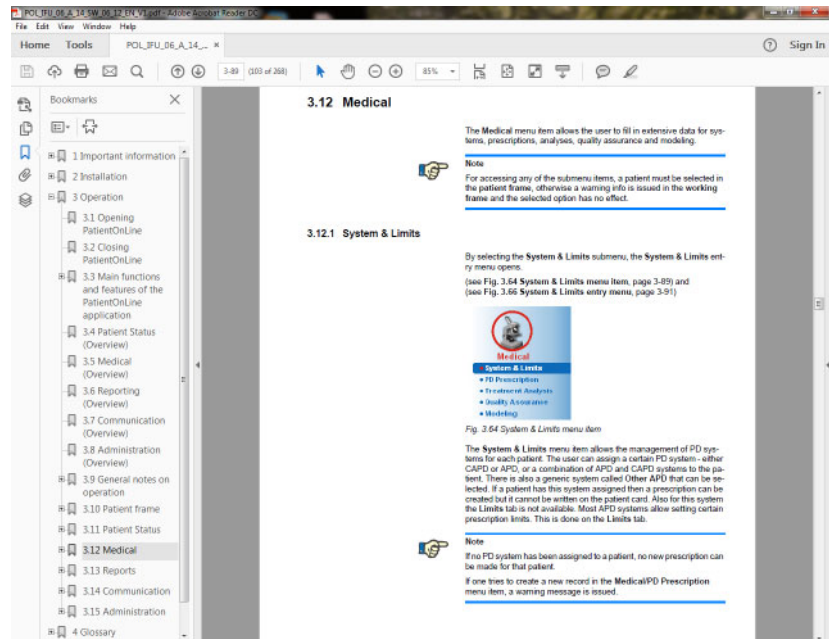 POL_IFU_06_A_14_SW_06_12_EN_V1.pdf - Adobe Acrobat Reader DC
File Edit View Window Help
Home Tools POL_IFU_06_A_14_... × Sign In
3-89 (103 of 268) 85%
Bookmarks
1 Important information
2 Installation
3 Operation
3.1 Opening
PatientOnLine
3.2 Closing
PatientOnLine
3.3 Main functions
and features of the
PatientOnLine
application
3.4 Patient Status
(Overview)
3.5 Medical
(Overview)
3.6 Reporting
(Overview)
3.7 Communication
(Overview)
3.8 Administration
(Overview)
3.9 General notes on
operation
3.10 Patient frame
3.11 Patient Status
3.12 Medical
3.13 Reports
3.14 Communication
3.15 Administration
4 Glossary
3.12 Medical
The Medical menu item allows the user to fill in extensive data for sys-
tems, prescriptions, analyses, quality assurance and modeling.
Note
For accessing any of the submenu items, a patient must be selected in
the patient frame, otherwise a warning info is issued in the working
frame and the selected option has no effect.
3.12.1 System & Limits
By selecting the System & Limits submenu, the System & Limits ent-
ry menu opens.
(see Fig. 3.64 System & Limits menu item, page 3-89) and
(see Fig. 3.66 System & Limits entry menu, page 3-91)
Medical
System & Limits
PD Prescription
Treatment Analysis
Quality Assurance
Modeling
Fig. 3.64 System & Limits menu item
The System & Limits menu item allows the management of PD sys-
tems for each patient. The user can assign a certain PD system - either
CAPD or APD, or a combination of APD and CAPD systems to the pa-
tient. There is also a generic system called Other APD that can be se-
lected. If a patient has this system assigned then a prescription can be
created but it cannot be written on the patient card. Also for this system
the Limits tab is not available. Most APD systems allow setting certain
prescription limits. This is done on the Limits tab.
Note
If no PD system has been assigned to a patient, no new prescription can
be made for that patient.
If one tries to create a new record in the Medical/PD Prescription
menu item, a warning message is issued.